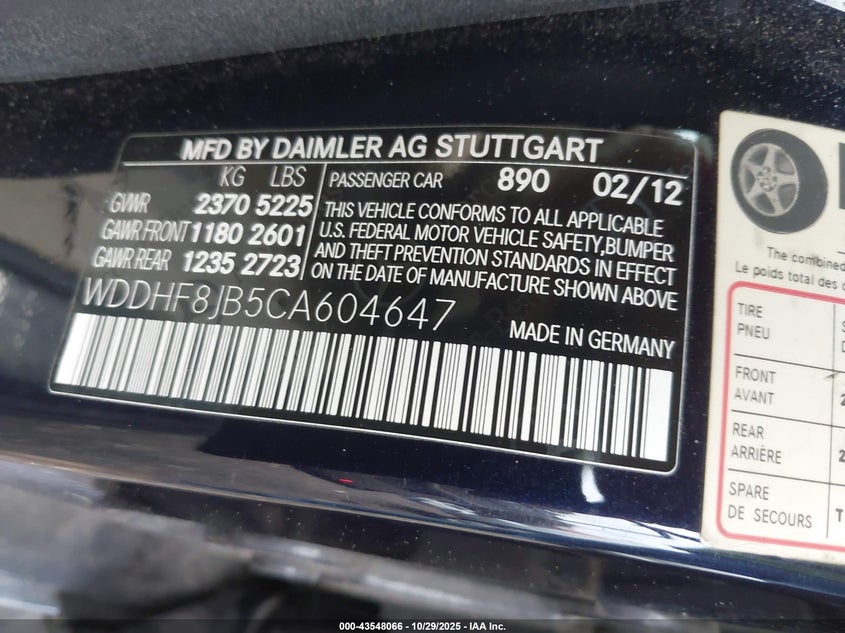 MFD BY DAIMLER AG STUTTGART
KG LBS
GVWR 2370 5225
GAWR FRONT 1180 2601
GAWR REAR 1235 2723
PASSENGER CAR 890 02/12
THIS VEHICLE CONFORMS TO ALL APPLICABLE
U.S. FEDERAL MOTOR VEHICLE SAFETY,BUMPER
AND THEFT PREVENTION STANDARDS IN EFFECT
ON THE DATE OF MANUFACTURE SHOWN ABOVE
WDDHF8JB5CA604647
MADE IN GERMANY
The combined
Le poids total des
TIRE
PNEU
FRONT
AVANT
REAR
ARRIÈRE
SPARE
DE SECOURS
000-43548066 • 10/29/2025 • IAA Inc.